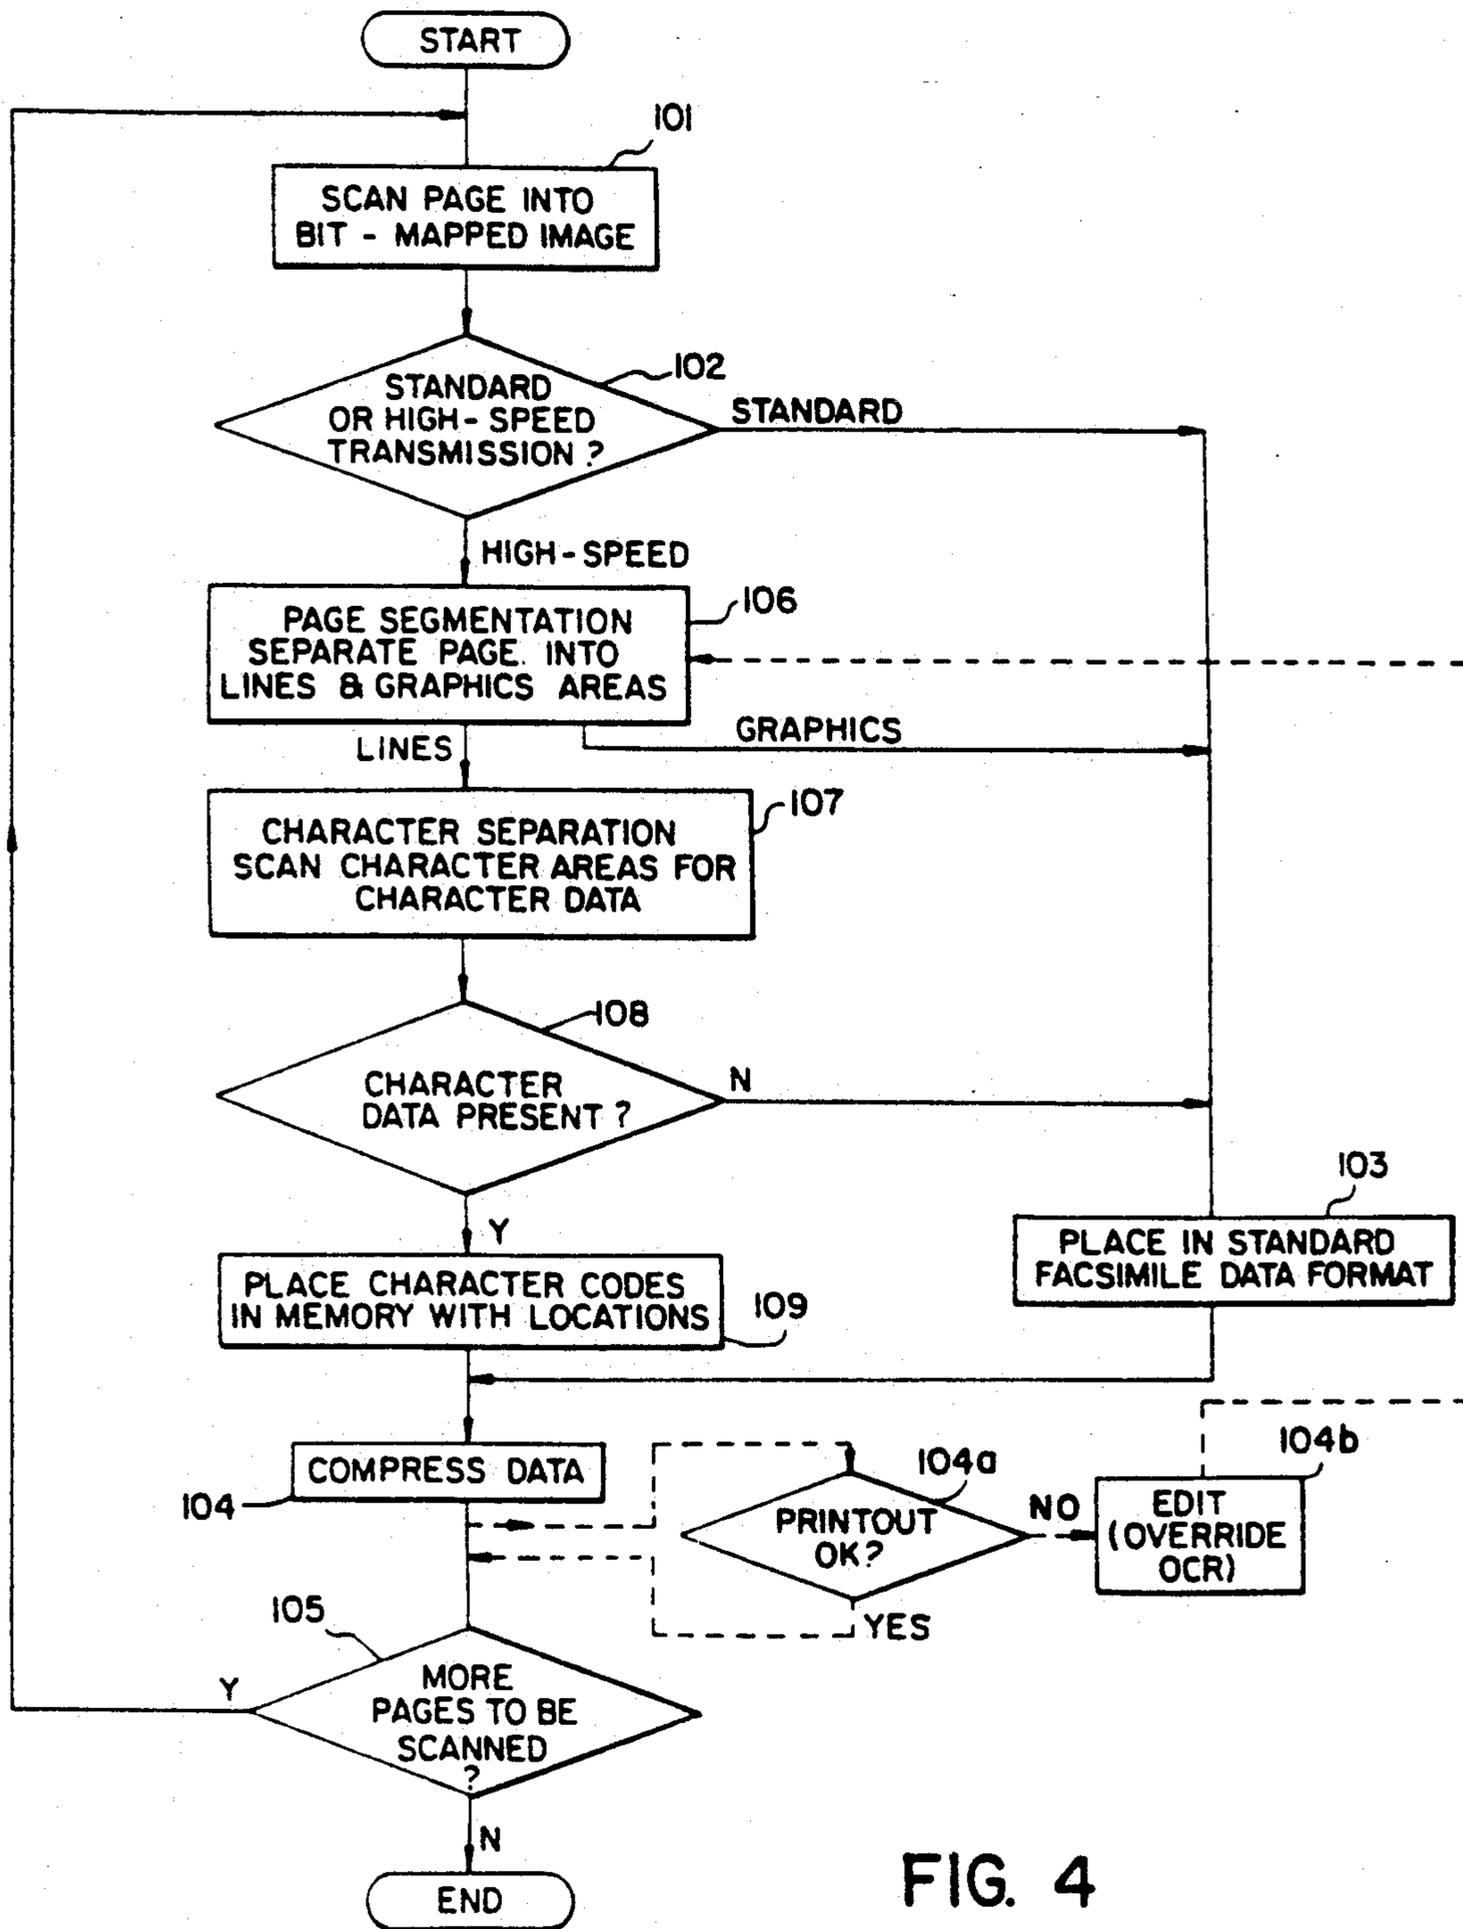 START
101
SCAN PAGE INTO
BIT - MAPPED IMAGE
102
STANDARD
OR HIGH-SPEED
TRANSMISSION ?
STANDARD
HIGH-SPEED
106
PAGE SEGMENTATION
SEPARATE PAGE. INTO
LINES & GRAPHICS AREAS
GRAPHICS
LINES
107
CHARACTER SEPARATION
SCAN CHARACTER AREAS FOR
CHARACTER DATA
108
CHARACTER
DATA PRESENT ?
N
Y
103
PLACE IN STANDARD
FACSIMILE DATA FORMAT
PLACE CHARACTER CODES
IN MEMORY WITH LOCATIONS
109
COMPRESS DATA
104
104a
PRINTOUT
OK?
NO
YES
104b
EDIT
(OVERRIDE
OCR)
105
MORE
PAGES TO BE
SCANNED
?
Y
N
END
FIG. 4